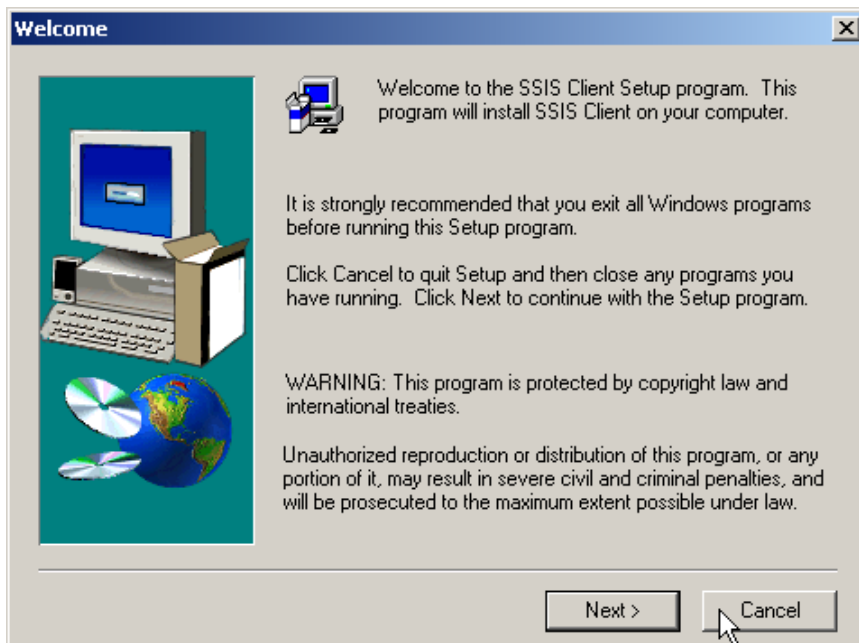 Welcome
Welcome to the SSIS Client Setup program. This
program will install SSIS Client on your computer.
It is strongly recommended that you exit all Windows programs
before running this Setup program.
Click Cancel to quit Setup and then close any programs you
have running. Click Next to continue with the Setup program.
WARNING: This program is protected by copyright law and
international treaties.
Unauthorized reproduction or distribution of this program, or any
portion of it, may result in severe civil and criminal penalties, and
will be prosecuted to the maximum extent possible under law.
Next > Cancel